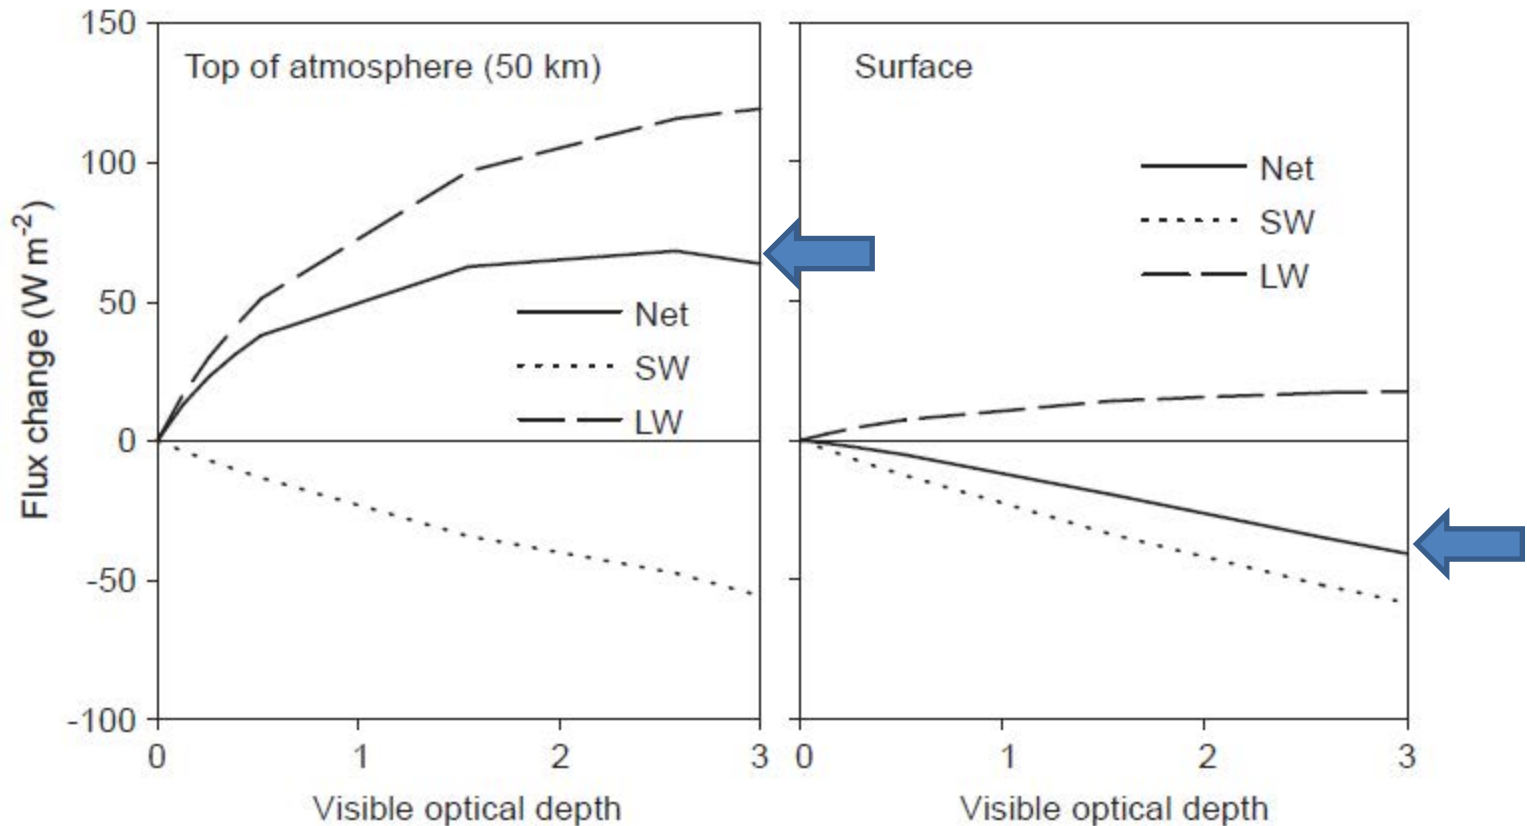 Top of atmosphere (50 km)
Surface
Flux change (W m-2)
150
100
50
0
-50
-100
Net
SW
LW
Net
SW
LW
0 1 2 3
0 1 2 3
Visible optical depth
Visible optical depth